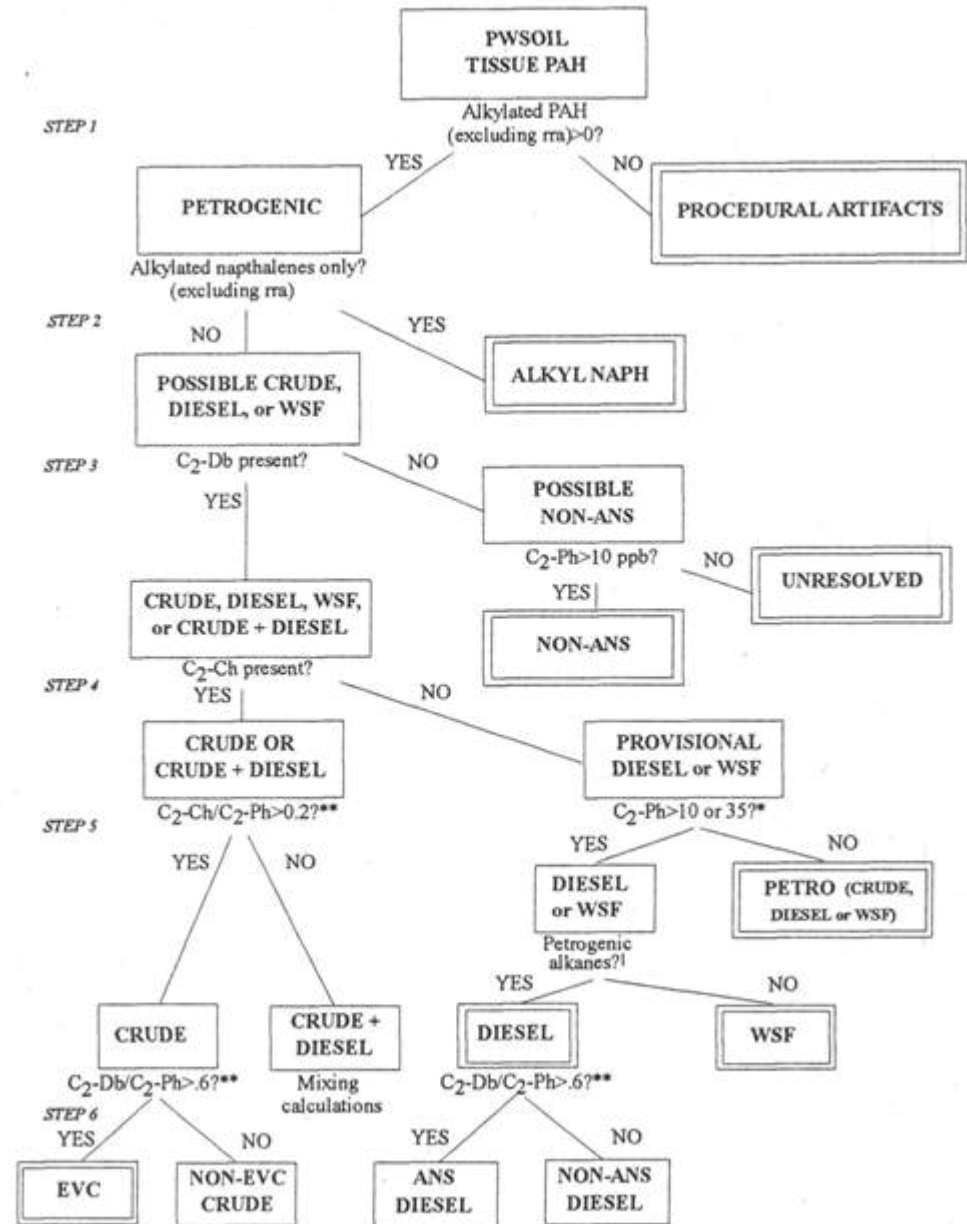 PWSOIL
TISSUE PAH
STEP 1
Alkylated PAH
(excluding rra)>0?
YES
NO
PETROGENIC
PROCEDURAL ARTIFACTS
Alkylated napthalenes only?
(excluding rra)
STEP 2
NO
YES
POSSIBLE CRUDE,
DIESEL, or WSF
ALKYL NAPH
STEP 3
C2-Db present?
NO
YES
POSSIBLE
NON-ANS
C2-Ph>10 ppb?
NO
YES
UNRESOLVED
CRUDE, DIESEL, WSF,
or CRUDE + DIESEL
NON-ANS
C2-Ch present?
STEP 4
YES
NO
CRUDE OR
CRUDE + DIESEL
PROVISIONAL
DIESEL or WSF
C2-Ch/C2-Ph>0.2?**
C2-Ph>10 or 35?*
STEP 5
YES
NO
YES
NO
DIESEL
or WSF
PETRO (CRUDE,
DIESEL or WSF)
Petrogenic
alkanes?¹
YES
NO
CRUDE
CRUDE +
DIESEL
DIESEL
WSF
C2-Db/C2-Ph>.6?**
Mixing
calculations
C2-Db/C2-Ph>.6?**
STEP 6
YES
NO
YES
NO
EVC
NON-EVC
CRUDE
ANS
DIESEL
NON-ANS
DIESEL